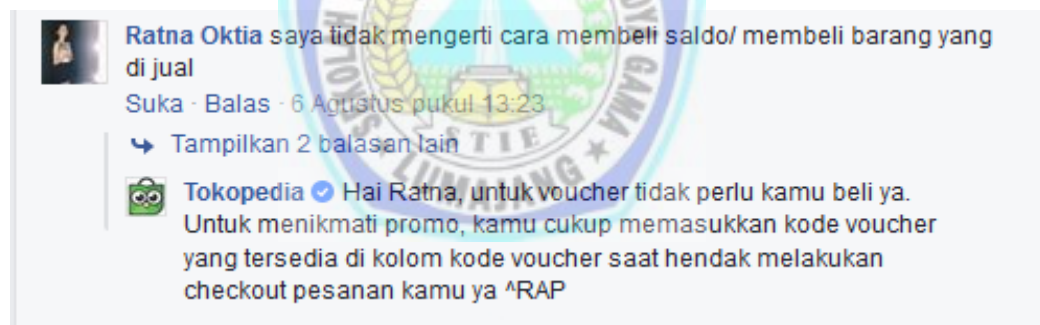 Ratna Oktia saya tidak mengerti cara membeli saldo/ membeli barang yang
di jual
Suka · Balas · 6 Agustus pukul 13:23
Tampilkan 2 balasan lain
Tokopedia Hai Ratna, untuk voucher tidak perlu kamu beli ya.
Untuk menikmati promo, kamu cukup memasukkan kode voucher
yang tersedia di kolom kode voucher saat hendak melakukan
checkout pesanan kamu ya ^RAP
STIE
LUMAJANG